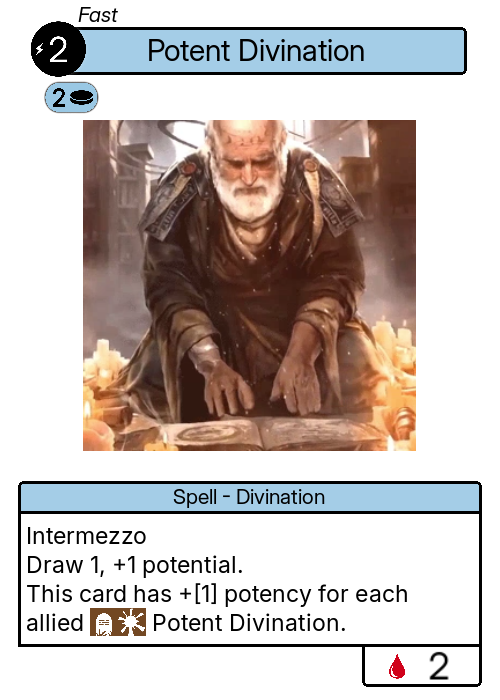 Fast
2
Potent Divination
2
Spell - Divination
Intermezzo
Draw 1, +1 potential.
This card has +[1] potency for each
allied Potent Divination.
2